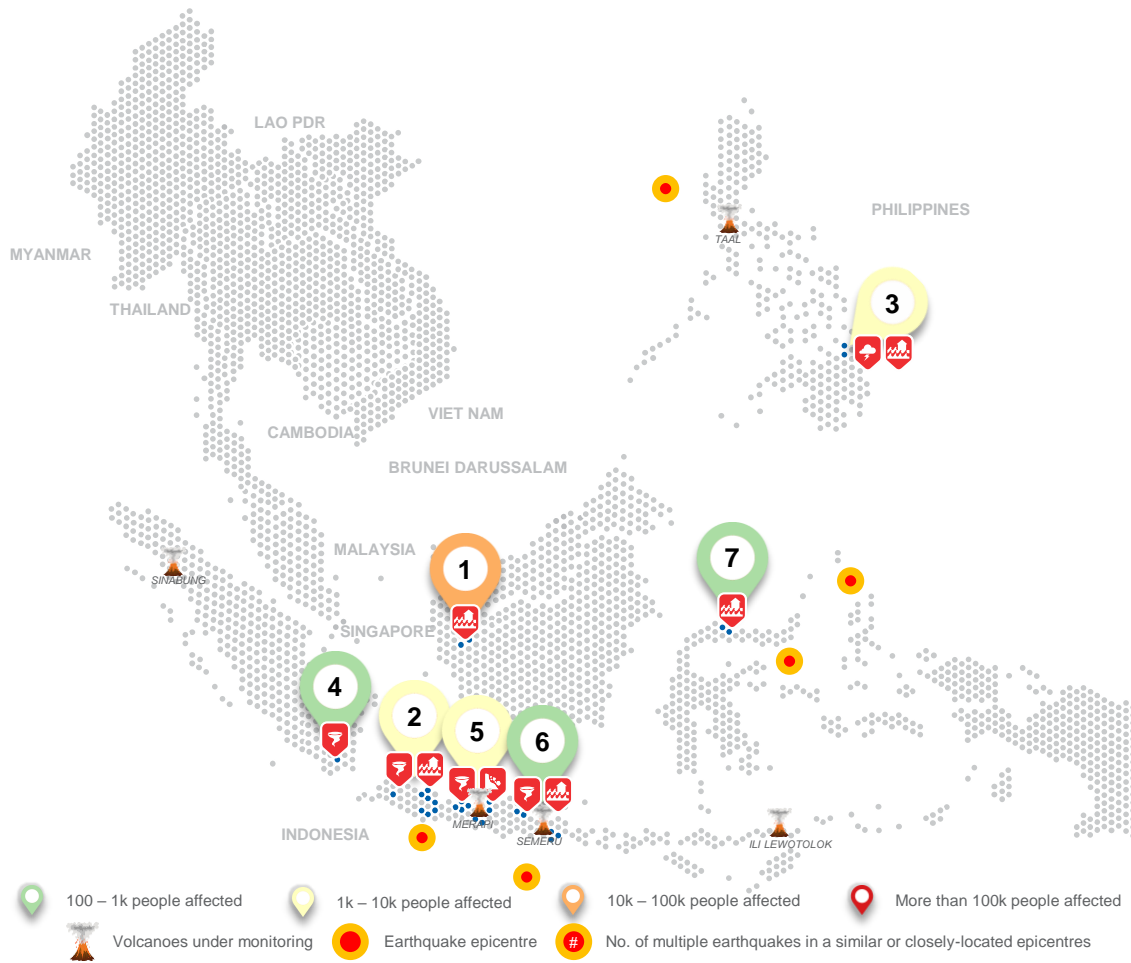 LAO PDR
PHILIPPINES
TAAL
MYANMAR
THAILAND
3
VIET NAM
CAMBODIA
BRUNEI DARUSSALAM
MALAYSIA
1
7
SINABUNG
SINGAPORE
4
2
5
6
INDONESIA
MERAPI
SEMERU
ILI LEWOTOLOK
100 – 1k people affected
1k – 10k people affected
10k – 100k people affected
More than 100k people affected
Volcanoes under monitoring
Earthquake epicentre
# No. of multiple earthquakes in a similar or closely-located epicentres